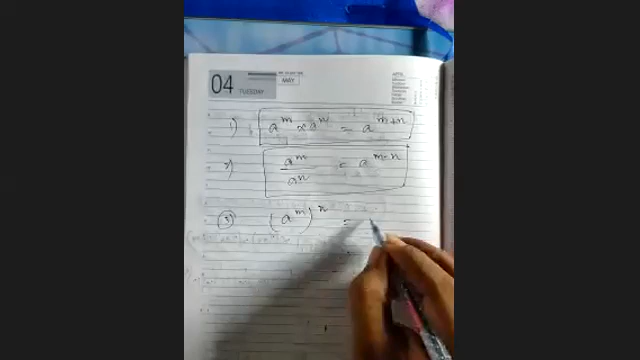 04
TUESDAY
MAY
1) a^m × a^n = a^{m+n}
2) a^m / a^n = a^{m-n}
3) (a^m)^n =